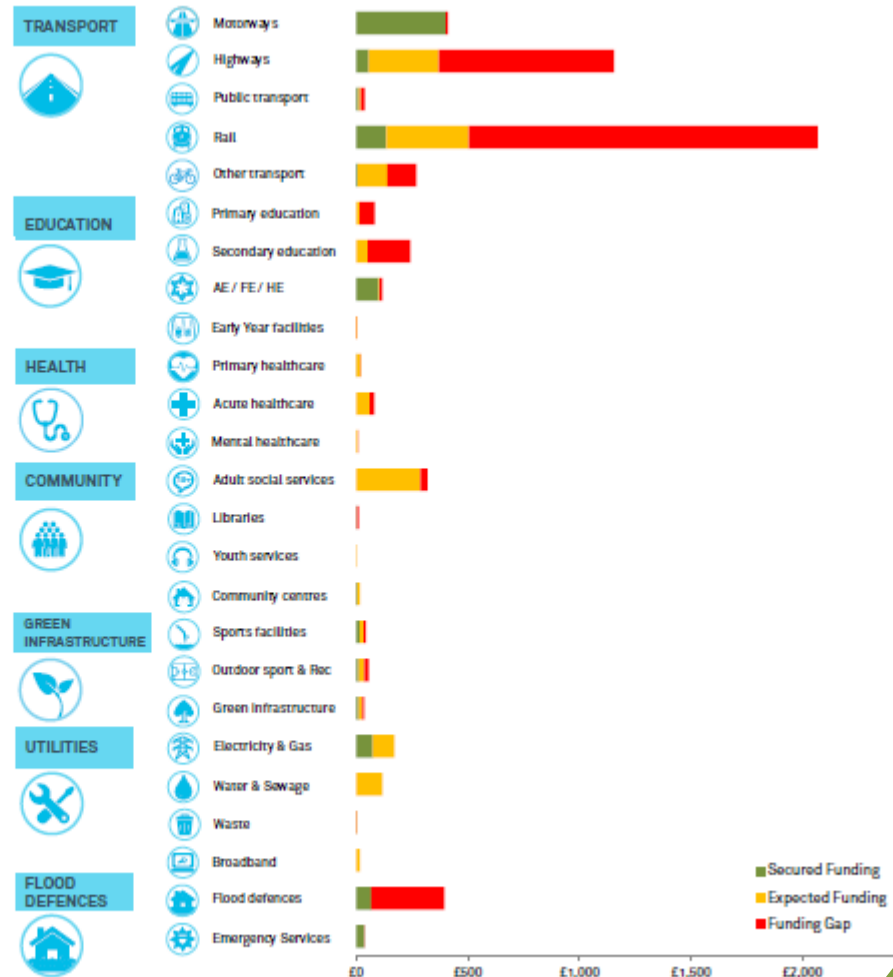 TRANSPORT
Motorways
Highways
Public transport
Rail
Other transport
EDUCATION
Primary education
Secondary education
AE / FE / HE
Early Year facilities
HEALTH
Primary healthcare
Acute healthcare
Mental healthcare
COMMUNITY
Adult social services
Libraries
Youth services
Community centres
GREEN
INFRASTRUCTURE
Sports facilities
Outdoor sport & Rec
Green Infrastructure
UTILITIES
Electricity & Gas
Water & Sewage
Waste
Broadband
FLOOD
DEFENCES
Flood defences
Emergency Services
Secured Funding
Expected Funding
Funding Gap
£0 £500 £1,000 £1,500 £2,000